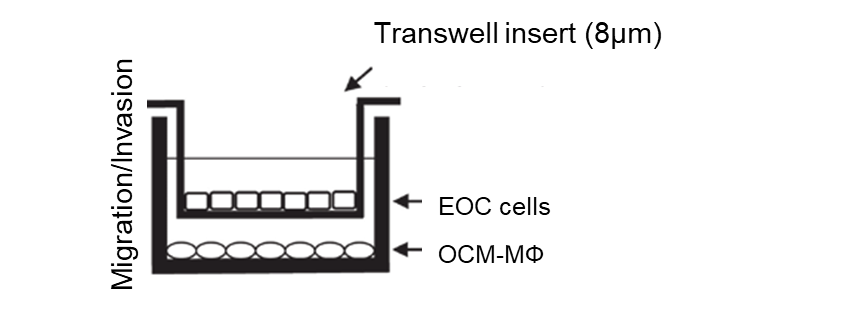 Transwell insert (8μm)
Migration/Invasion
EOC cells
OCM-MΦ